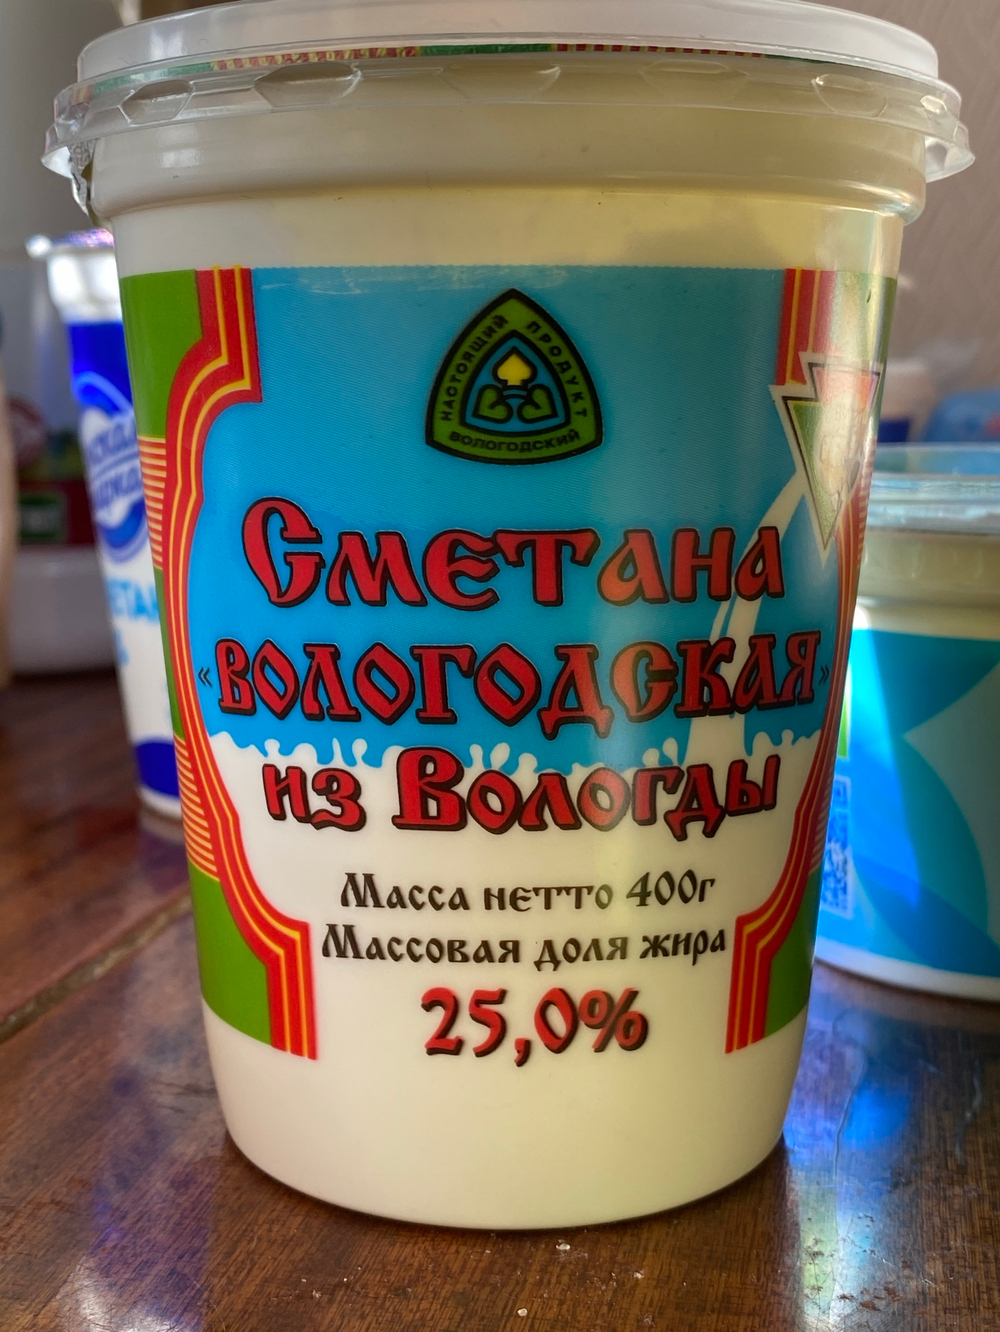 НАСТОЯЩИЙ ПРОДУКТ
ВОЛОГОДСКИЙ
Сметана
«ВОЛОГОДСКАЯ»
из Вологды
Масса нетто 400г
Массовая доля жира
25,0%